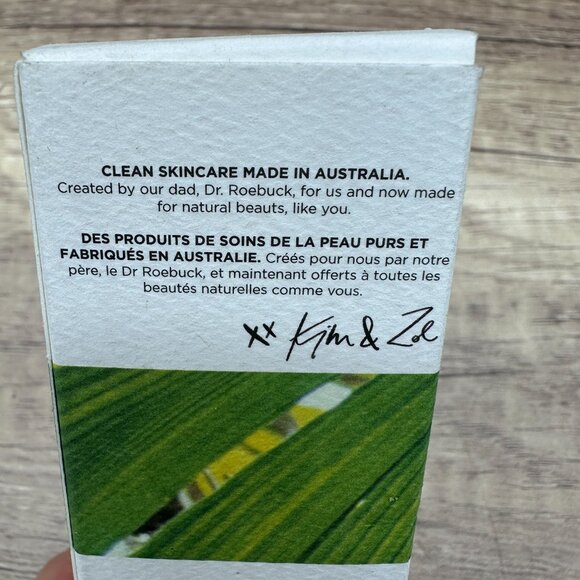 CLEAN SKINCARE MADE IN AUSTRALIA.
Created by our dad, Dr. Roebuck, for us and now made
for natural beauts, like you.
DES PRODUITS DE SOINS DE LA PEAU PURS ET
FABRIQUÉS EN AUSTRALIE. Créés pour nous par notre
père, le Dr Roebuck, et maintenant offerts à toutes les
beautés naturelles comme vous.
xx Kim & Zoe